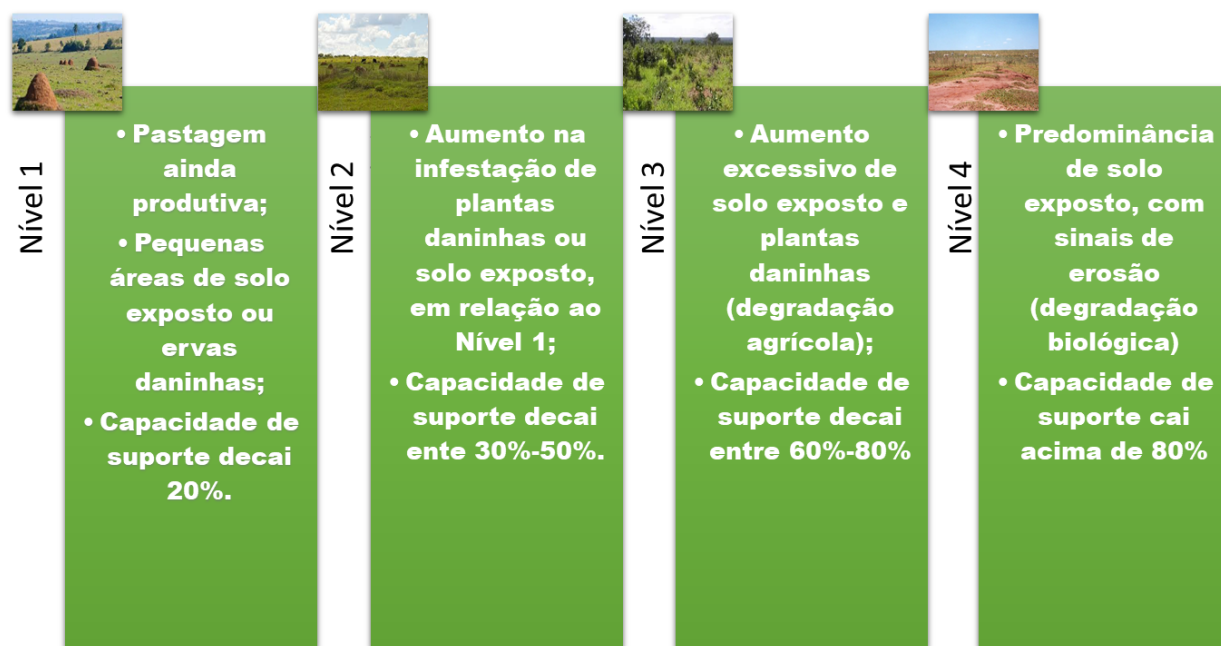 Nível 1
• Pastagem
ainda
produtiva;
• Pequenas
áreas de solo
exposto ou
ervas
daninhas;
• Capacidade de
suporte decai
20%.
Nível 2
• Aumento na
infestação de
plantas
daninhas ou
solo exposto,
em relação ao
Nível 1;
• Capacidade de
suporte decai
ente 30%-50%.
Nível 3
• Aumento
excessivo de
solo exposto e
plantas
daninhas
(degradação
agrícola);
• Capacidade de
suporte decai
entre 60%-80%
Nível 4
• Predominância
de solo
exposto, com
sinais de
erosão
(degradação
biológica)
• Capacidade de
suporte cai
acima de 80%